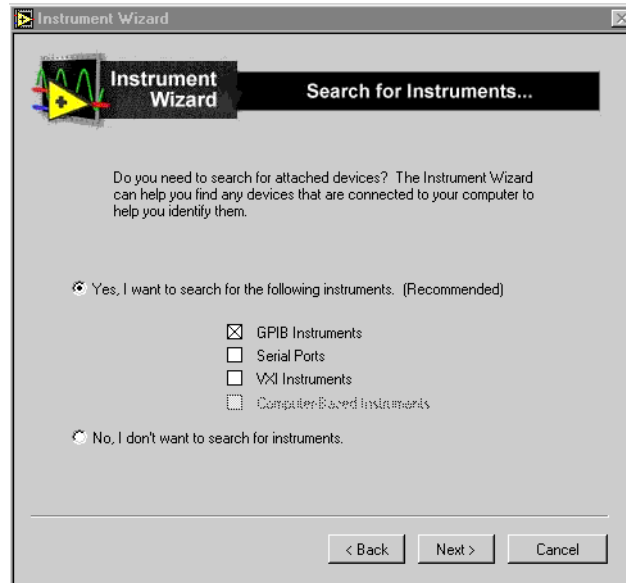 Instrument Wizard
Instrument
Wizard
Search for Instruments...
Do you need to search for attached devices? The Instrument Wizard
can help you find any devices that are connected to your computer to
help you identify them.
Yes, I want to search for the following instruments. (Recommended)
GPIB Instruments
Serial Ports
VXI Instruments
Computer-Based Instruments
No, I don't want to search for instruments.
< Back
Next >
Cancel